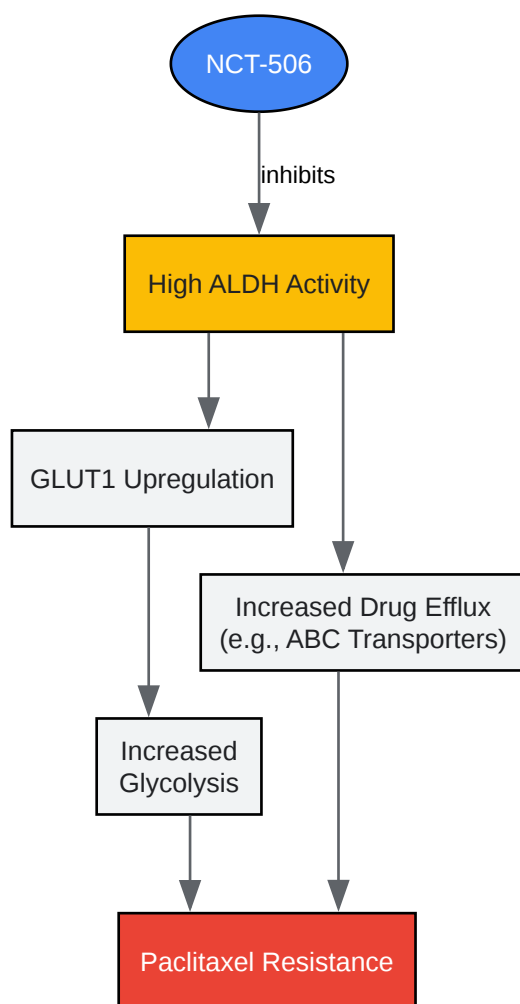 NCT-506
inhibits
High ALDH Activity
GLUT1 Upregulation
Increased Drug Efflux
(e.g., ABC Transporters)
Increased
Glycolysis
Paclitaxel Resistance